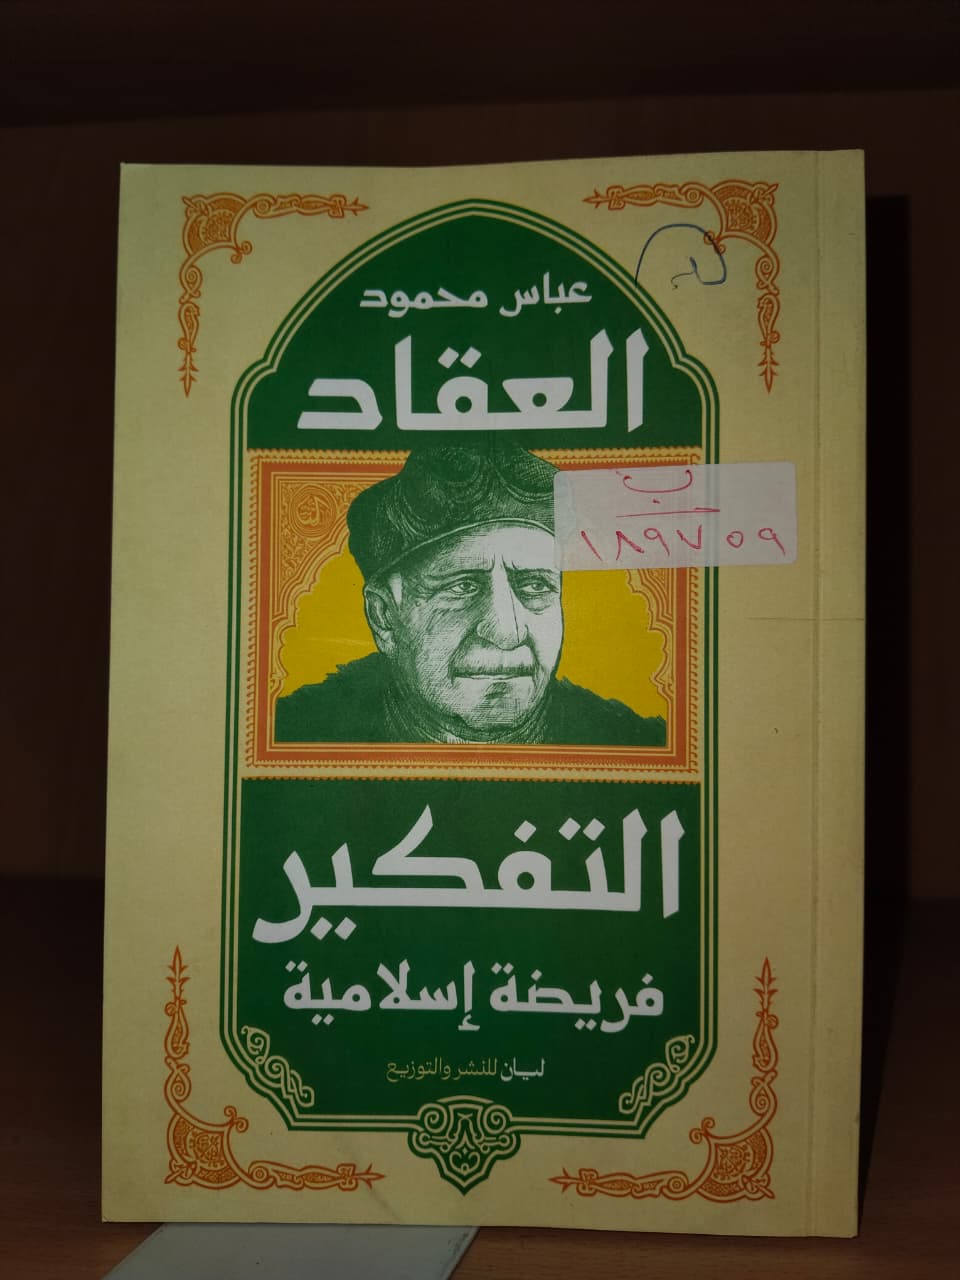 عباس محمود
العقاد
ب
١٨٩٧٥٩
التفكير
فريضة إسلامية
ليان للنشر والتوزيع